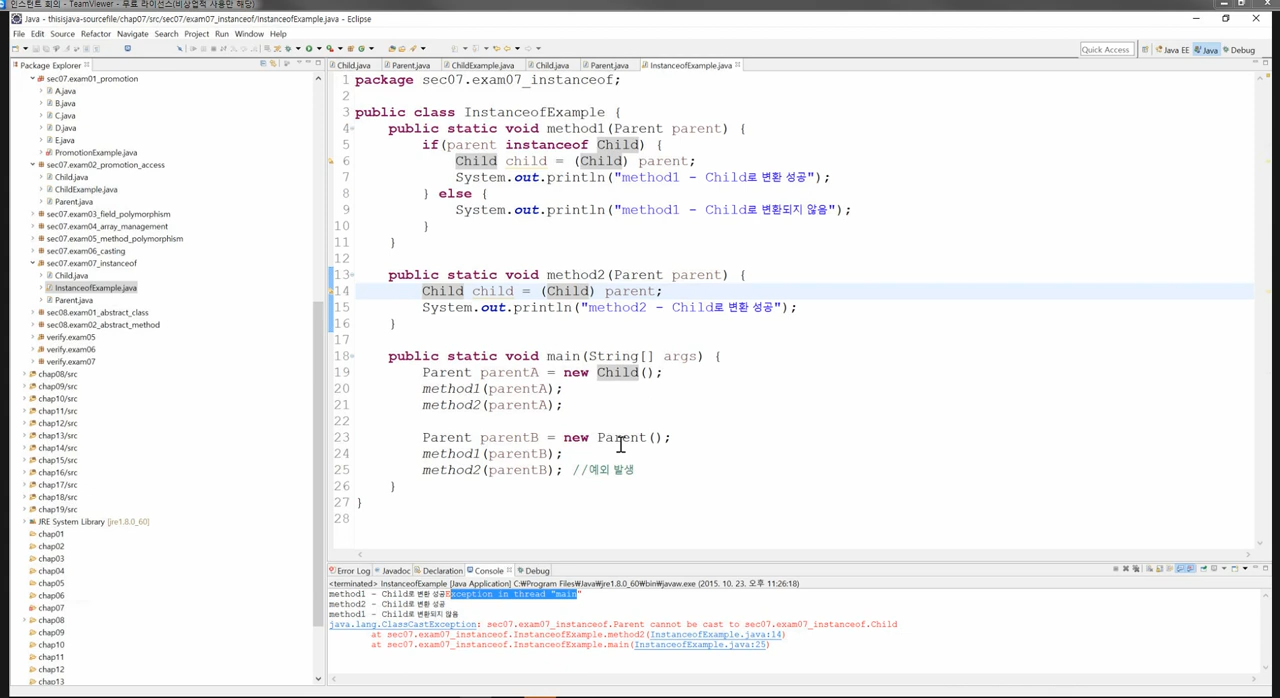 인스턴트 회의 - TeamViewer - 무료 라이선스(비상업적 사용만 해당)
Java - thisisjava-sourcefile/chap07/src/sec07/exam07_instanceof/InstanceofExample.java - Eclipse
File Edit Source Refactor Navigate Search Project Run Window Help
Quick Access Java EE Java Debug
Package Explorer
sec07.exam01_promotion
A.java
B.java
C.java
D.java
E.java
PromotionExample.java
sec07.exam02_promotion_access
Child.java
ChildExample.java
Parent.java
sec07.exam03_field_polymorphism
sec07.exam04_array_management
sec07.exam05_method_polymorphism
sec07.exam06_casting
sec07.exam07_instanceof
Child.java
InstanceofExample.java
Parent.java
sec08.exam01_abstract_class
sec08.exam02_abstract_method
verify.exam05
verify.exam06
verify.exam07
chap08/src
chap09/src
chap10/src
chap11/src
chap12/src
chap13/src
chap14/src
chap15/src
chap16/src
chap17/src
chap18/src
chap19/src
JRE System Library [jre1.8.0_60]
chap01
chap02
chap03
chap04
chap05
chap06
chap07
chap08
chap09
chap10
chap11
chap12
chap13
Child.java Parent.java ChildExample.java Child.java Parent.java InstanceofExample.java
1 package sec07.exam07_instanceof;
2
3 public class InstanceofExample {
4 public static void method1(Parent parent) {
5 if(parent instanceof Child) {
6 Child child = (Child) parent;
7 System.out.println("method1 - Child로 변환 성공");
8 } else {
9 System.out.println("method1 - Child로 변환되지 않음");
10 }
11 }
12
13 public static void method2(Parent parent) {
14 Child child = (Child) parent;
15 System.out.println("method2 - Child로 변환 성공");
16 }
17
18 public static void main(String[] args) {
19 Parent parentA = new Child();
20 method1(parentA);
21 method2(parentA);
22
23 Parent parentB = new Parent();
24 method1(parentB);
25 method2(parentB); //예외 발생
26 }
27 }
28
Error Log Javadoc Declaration Console Debug
<terminated> InstanceofExample [Java Application] C:₩Program Files₩Java₩jre1.8.0_60₩bin₩javaw.exe (2015. 10. 23. 오후 11:26:18)
method1 - Child로 변환 성공Exception in thread "main"
method2 - Child로 변환 성공
method1 - Child로 변환되지 않음
java.lang.ClassCastException: sec07.exam07_instanceof.Parent cannot be cast to sec07.exam07_instanceof.Child
at sec07.exam07_instanceof.InstanceofExample.method2(InstanceofExample.java:14)
at sec07.exam07_instanceof.InstanceofExample.main(InstanceofExample.java:25)